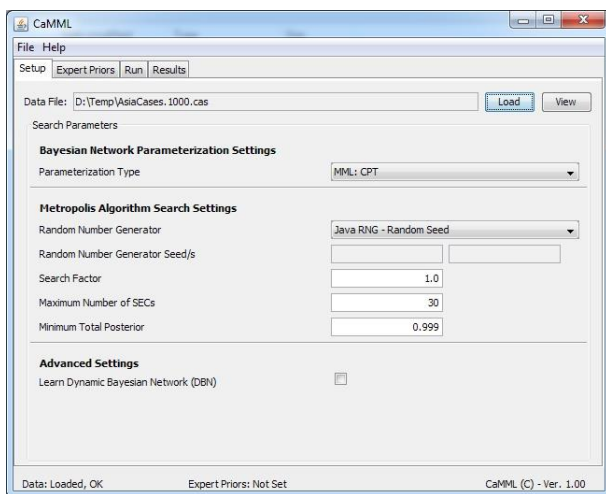 CaMML
File Help
Setup Expert Priors Run Results
Data File: D:\Temp\AsiaCases.1000.cas Load View
Search Parameters
Bayesian Network Parameterization Settings
Parameterization Type MML: CPT
Metropolis Algorithm Search Settings
Random Number Generator Java RNG - Random Seed
Random Number Generator Seed/s
Search Factor 1.0
Maximum Number of SECs 30
Minimum Total Posterior 0.999
Advanced Settings
Learn Dynamic Bayesian Network (DBN)
Data: Loaded, OK Expert Priors: Not Set CaMML (C) - Ver. 1.00